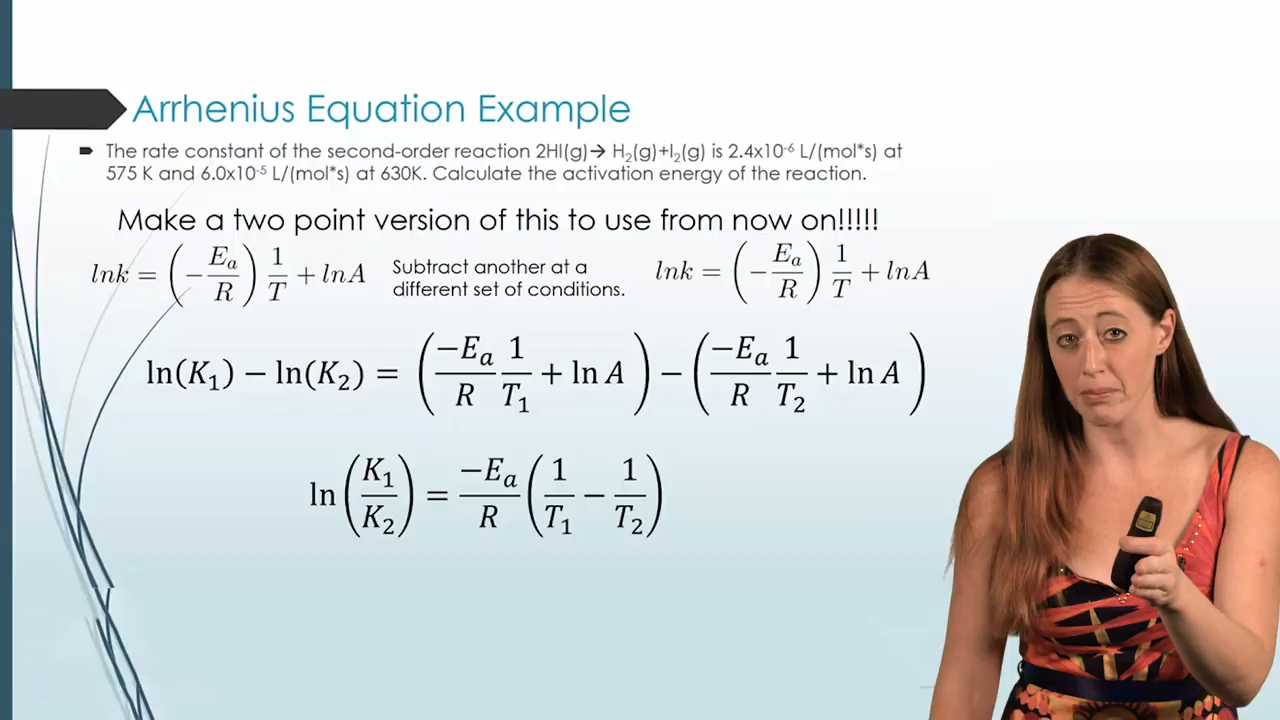 Arrhenius Equation Example
The rate constant of the second-order reaction 2HI(g)→ H₂(g)+I₂(g) is 2.4x10⁻⁶ L/(mol*s) at
575 K and 6.0x10⁻⁵ L/(mol*s) at 630K. Calculate the activation energy of the reaction.
Make a two point version of this to use from now on!!!!!
lnk = (−Eₐ/R) 1/T + lnA
Subtract another at a
different set of conditions.
lnk = (−Eₐ/R) 1/T + lnA
ln(K₁) − ln(K₂) = (−Eₐ/R 1/T₁ + ln A) − (−Eₐ/R 1/T₂ + ln A)
ln(K₁/K₂) = −Eₐ/R (1/T₁ − 1/T₂)